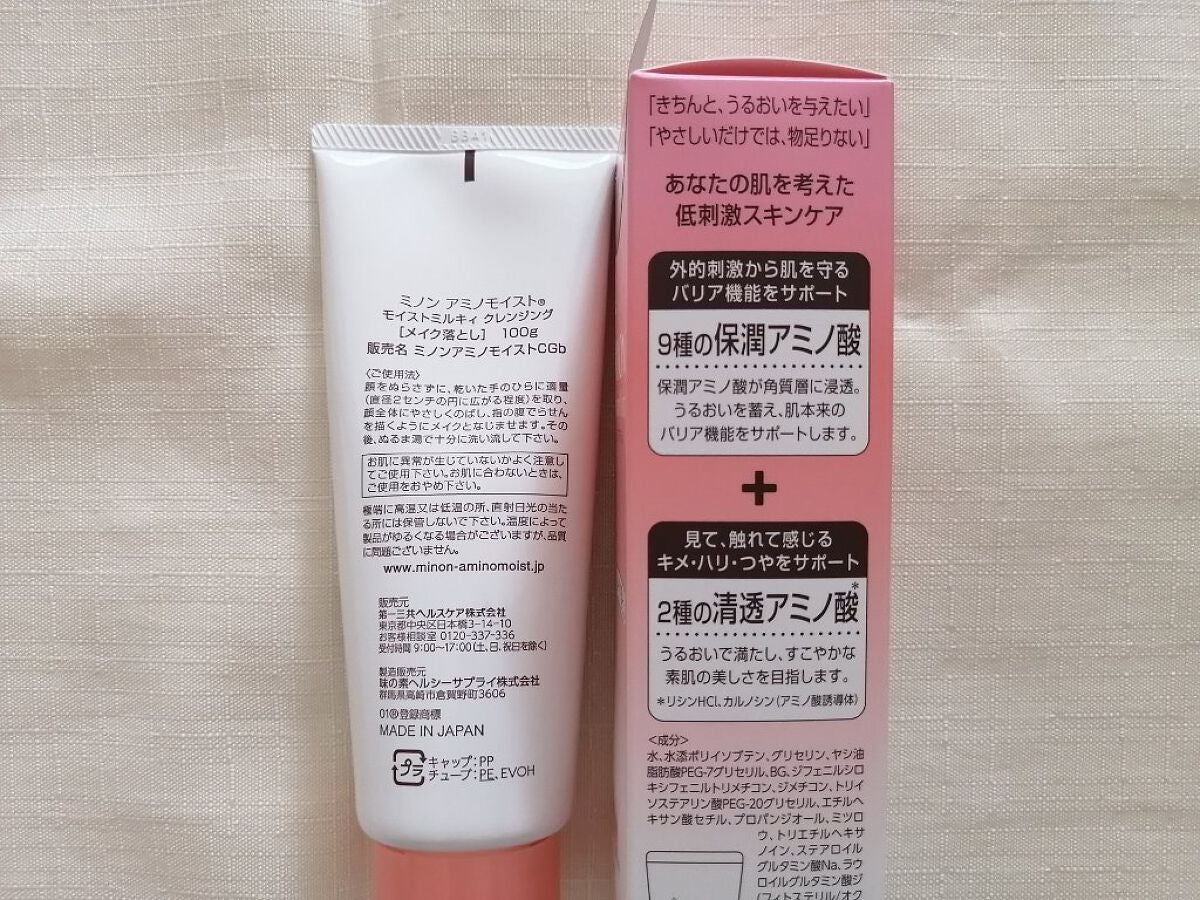 3341
ミノン アミノモイスト®
モイストミルキィ クレンジング
[メイク落とし] 100g
販売名 ミノンアミノモイストCGb
〈ご使用法〉
顔をぬらさずに、乾いた手のひらに適量
(直径2センチの円に広がる程度)を取り、
顔全体にやさしくのばし、指の腹でらせん
を描くようにメイクとなじませます。その
後、ぬるま湯で十分に洗い流して下さい。
お肌に異常が生じていないかよく注意し
てご使用下さい。お肌に合わないときは、
ご使用をおやめ下さい。
極端に高温又は低温の所、直射日光の当た
る所には保管しないで下さい。温度によって
製品がゆるくなる場合がございますが、品質
に問題ございません。
www.minon-aminomoist.jp
販売元
第一三共ヘルスケア株式会社
東京都中央区日本橋3-14-10
お客様相談室 0120-337-336
受付時間 9:00〜17:00(土、日、祝日を除く)
製造販売元
味の素ヘルシーサプライ株式会社
群馬県高崎市倉賀野町3606
01®登録商標
MADE IN JAPAN
プラ
キャップ:PP
チューブ:PE、EVOH
「きちんと、うるおいを与えたい」
「やさしいだけでは、物足りない」
あなたの肌を考えた
低刺激スキンケア
外的刺激から肌を守る
バリア機能をサポート
9種の保潤アミノ酸
保潤アミノ酸が角質層に浸透。
うるおいを蓄え、肌本来の
バリア機能をサポートします。
+
見て、触れて感じる
キメ・ハリ・つやをサポート
2種の清透アミノ酸*
うるおいで満たし、すこやかな
素肌の美しさを目指します。
*リシンHCl、カルノシン(アミノ酸誘導体)
<成分>
水、水添ポリイソブテン、グリセリン、ヤシ油
脂肪酸PEG-7グリセリル、BG、ジフェニルシロ
キシフェニルトリメチコン、ジメチコン、トリイ
ソステアリン酸PEG-20グリセリル、エチルヘ
キサン酸セチル、プロパンジオール、ミツロ
ウ、トリエチルヘキサ
ノイン、ステアロイル
グルタミン酸Na、ラウ
ロイルグルタミン酸ジ
(フィトステリル/オク